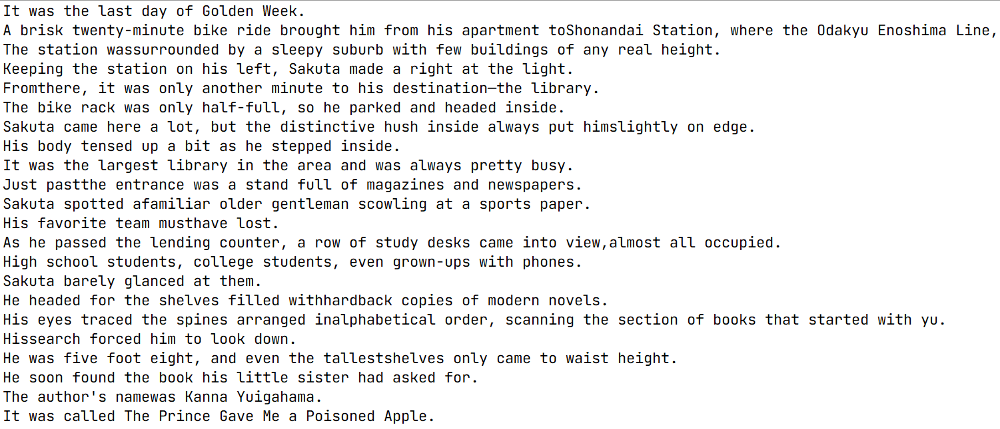 It was the last day of Golden Week.
A brisk twenty-minute bike ride brought him from his apartment toShonandai Station, where the Odakyu Enoshima Line,
The station wassurrounded by a sleepy suburb with few buildings of any real height.
Keeping the station on his left, Sakuta made a right at the light.
Fromthere, it was only another minute to his destination—the library.
The bike rack was only half-full, so he parked and headed inside.
Sakuta came here a lot, but the distinctive hush inside always put himslightly on edge.
His body tensed up a bit as he stepped inside.
It was the largest library in the area and was always pretty busy.
Just pastthe entrance was a stand full of magazines and newspapers.
Sakuta spotted afamiliar older gentleman scowling at a sports paper.
His favorite team musthave lost.
As he passed the lending counter, a row of study desks came into view,almost all occupied.
High school students, college students, even grown-ups with phones.
Sakuta barely glanced at them.
He headed for the shelves filled withhardback copies of modern novels.
His eyes traced the spines arranged inalphabetical order, scanning the section of books that started with yu.
Hissearch forced him to look down.
He was five foot eight, and even the tallestshelves only came to waist height.
He soon found the book his little sister had asked for.
The author's namewas Kanna Yuigahama.
It was called The Prince Gave Me a Poisoned Apple.